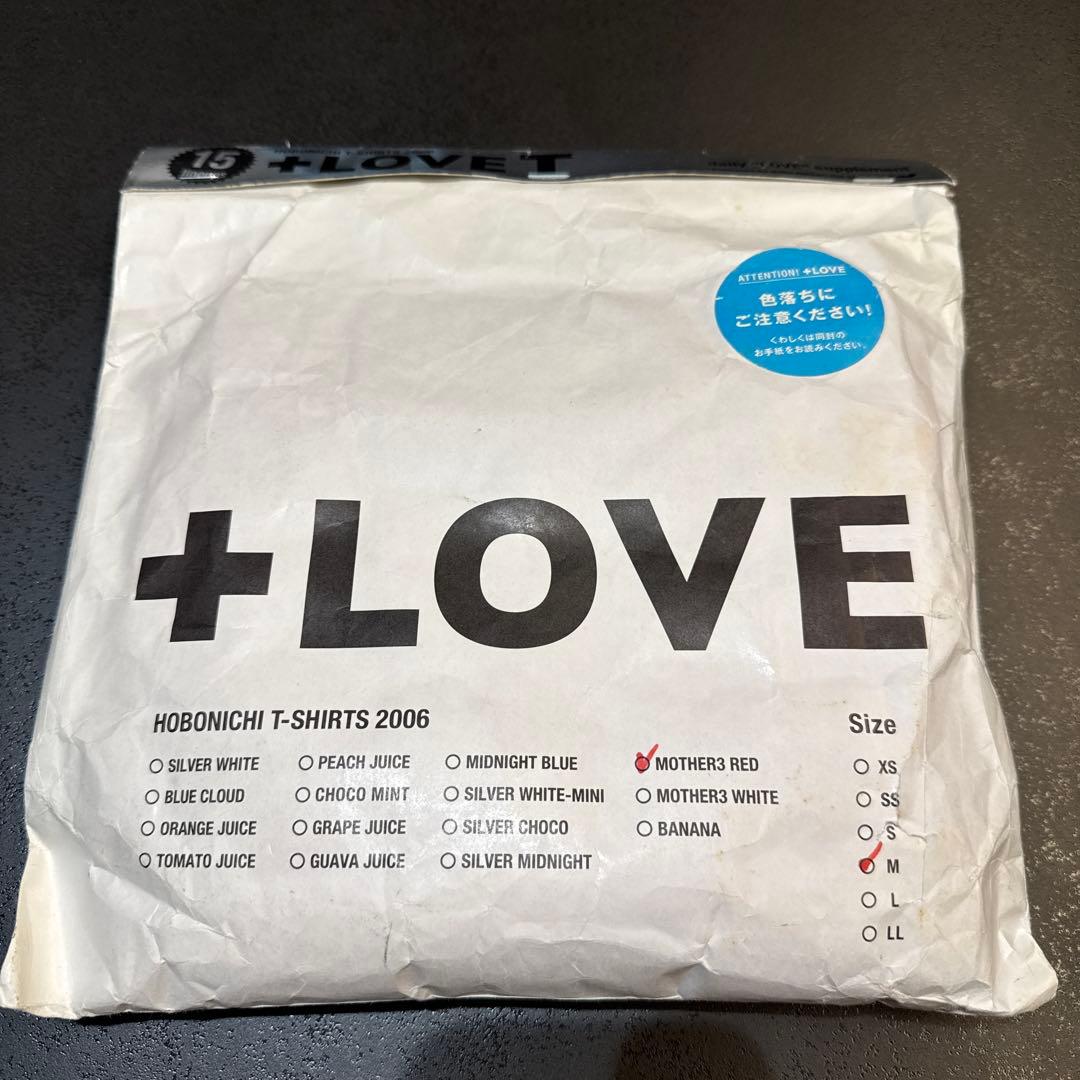 15
+LOVE T
ATTENTION! +LOVE
色落ちに
ご注意ください!
くわしくは同封の
お手紙をお読みください。
+LOVE
HOBONICHI T-SHIRTS 2006
SILVER WHITE
BLUE CLOUD
ORANGE JUICE
TOMATO JUICE
PEACH JUICE
CHOCO MINT
GRAPE JUICE
GUAVA JUICE
MIDNIGHT BLUE
SILVER WHITE-MINI
SILVER CHOCO
SILVER MIDNIGHT
MOTHER3 RED
MOTHER3 WHITE
BANANA
Size
XS
SS
S
M
L
LL